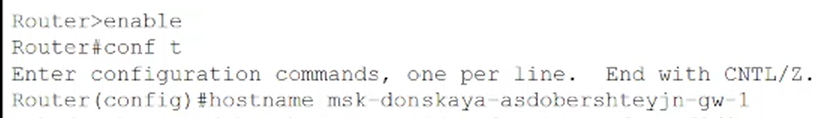 Router>enable
Router#conf t
Enter configuration commands, one per line.  End with CNTL/Z.
Router(config)#hostname msk-donskaya-asdobershteyjn-gw-1